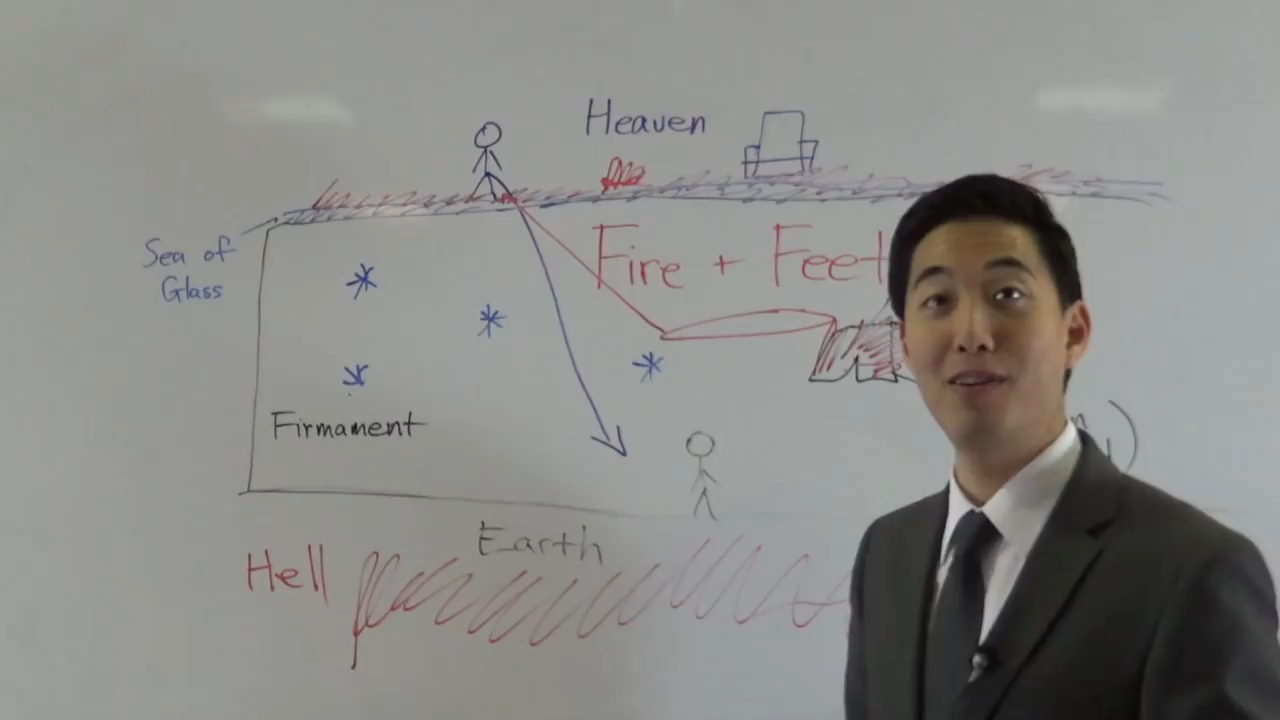 Heaven
Sea of
Glass
Fire + Feet
Firmament
Earth
Hell